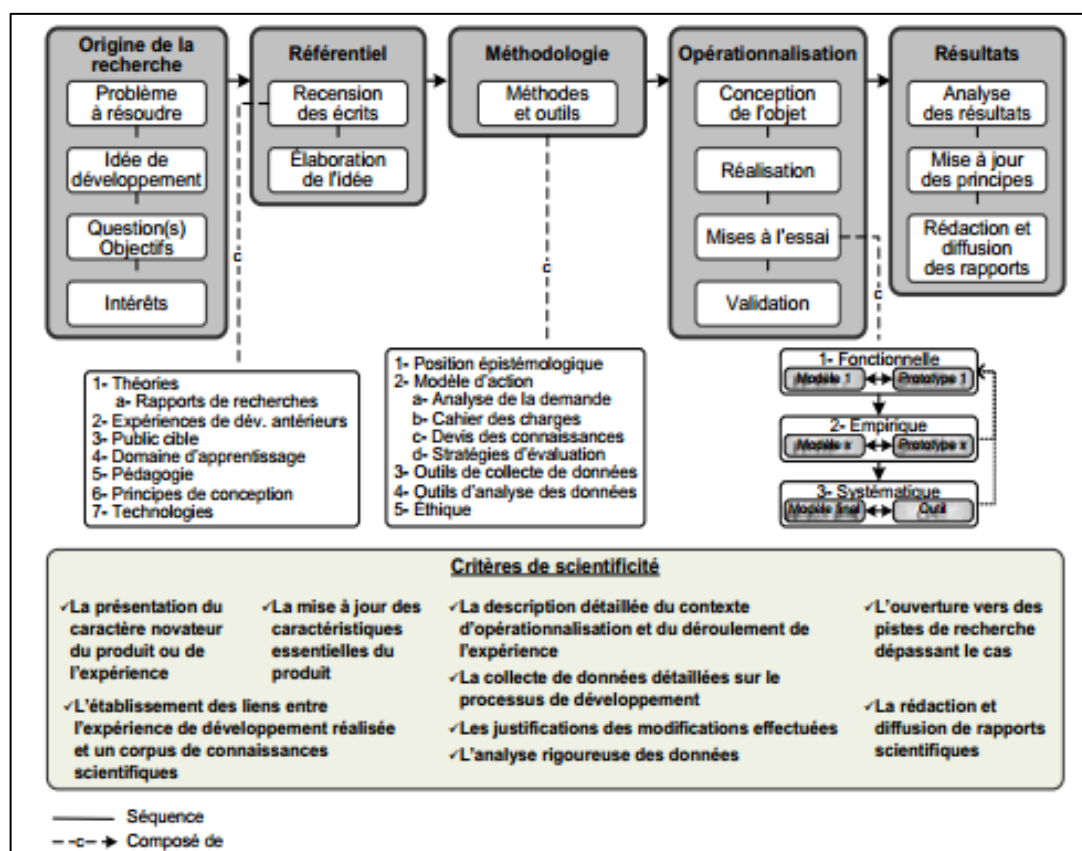 Origine de la
recherche
Problème
à résoudre
Idée de
développement
Question(s)
Objectifs
Intérêts
Référentiel
Recension
des écrits
Élaboration
de l'idée
Méthodologie
Méthodes
et outils
Opérationnalisation
Conception
de l'objet
Réalisation
Mises à l'essai
Validation
Résultats
Analyse
des résultats
Mise à jour
des principes
Rédaction et
diffusion
des rapports
c
c
c
1- Théories
a- Rapports de recherches
2- Expériences de dév. antérieurs
3- Public cible
4- Domaine d'apprentissage
5- Pédagogie
6- Principes de conception
7- Technologies
1- Position épistémologique
2- Modèle d'action
a- Analyse de la demande
b- Cahier des charges
c- Devis des connaissances
d- Stratégies d'évaluation
3- Outils de collecte de données
4- Outils d'analyse des données
5- Éthique
1- Fonctionnelle
Modèle 1
Prototype 1
2- Empirique
Modèle x
Prototype x
3- Systématique
Modèle final
Outil
Critères de scientificité
✓La présentation du
caractère novateur
du produit ou de
l'expérience
✓La mise à jour des
caractéristiques
essentielles du
produit
✓L'établissement des liens entre
l'expérience de développement réalisée
et un corpus de connaissances
scientifiques
✓La description détaillée du contexte
d'opérationnalisation et du déroulement de
l'expérience
✓La collecte de données détaillées sur le
processus de développement
✓Les justifications des modifications effectuées
✓L'analyse rigoureuse des données
✓L'ouverture vers des
pistes de recherche
dépassant le cas
✓La rédaction et
diffusion de rapports
scientifiques
Séquence
c Composé de